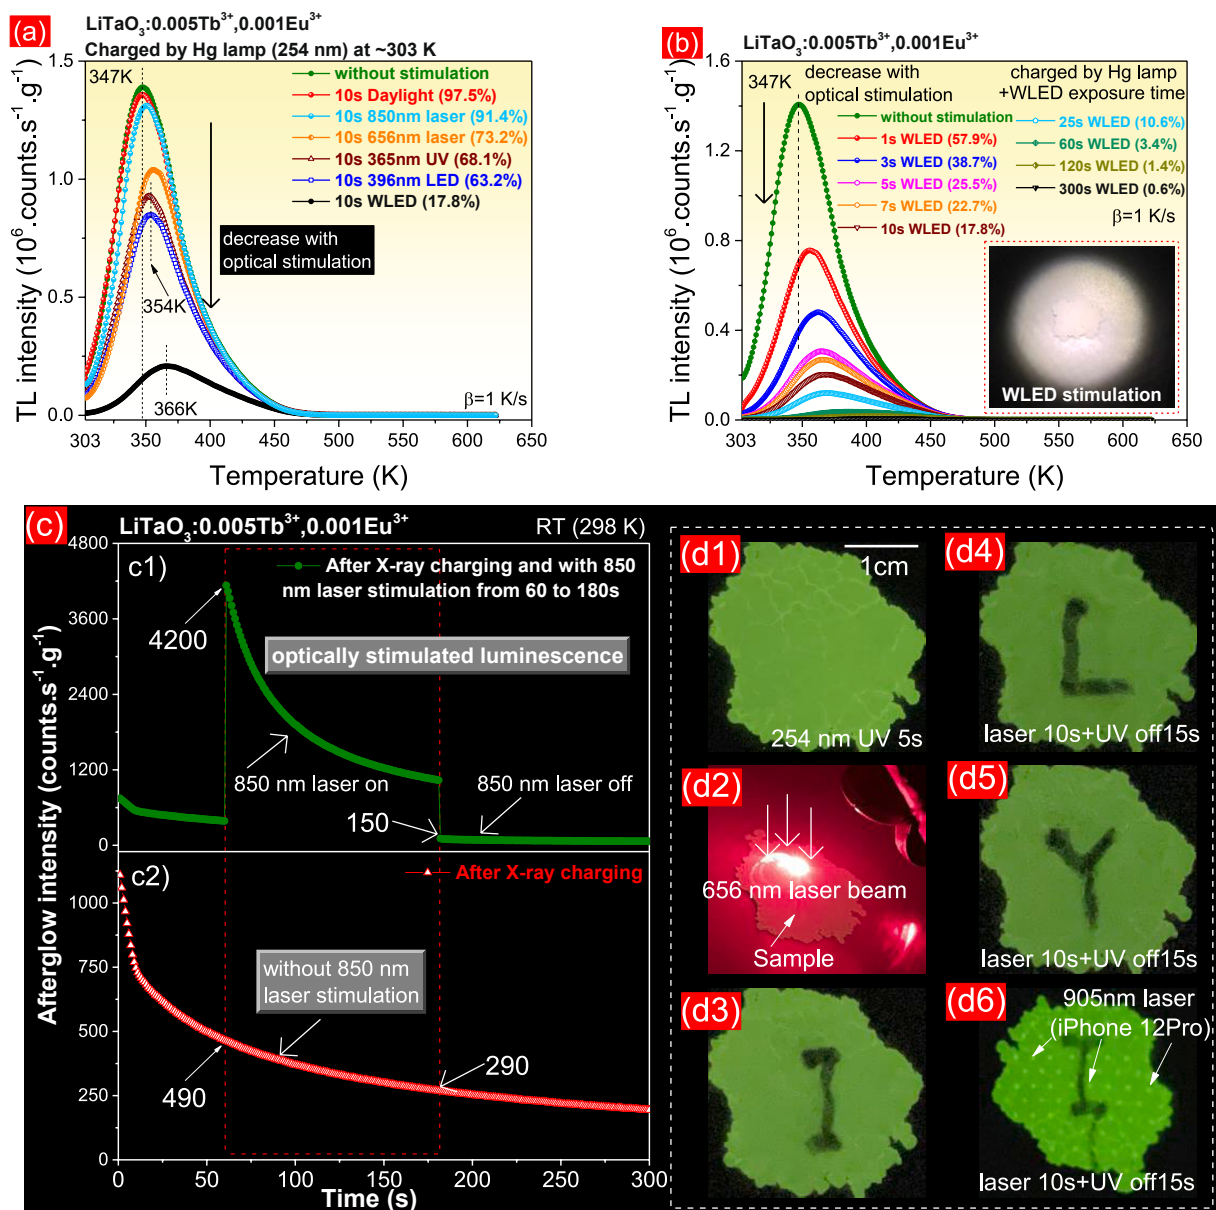 (a)
LiTaO₃:0.005Tb³⁺,0.001Eu³⁺
Charged by Hg lamp (254 nm) at ~303 K
347K
without stimulation
10s Daylight (97.5%)
10s 850nm laser (91.4%)
10s 656nm laser (73.2%)
10s 365nm UV (68.1%)
10s 396nm LED (63.2%)
10s WLED (17.8%)
decrease with
optical stimulation
354K
366K
β=1 K/s
TL intensity (10⁶.counts.s⁻¹.g⁻¹)
1.5
1.0
0.5
0.0
303 350 400 450 500 550 600 650
Temperature (K)
(b)
LiTaO₃:0.005Tb³⁺,0.001Eu³⁺
347K
decrease with
optical stimulation
without stimulation
1s WLED (57.9%)
3s WLED (38.7%)
5s WLED (25.5%)
7s WLED (22.7%)
10s WLED (17.8%)
charged by Hg lamp
+WLED exposure time
25s WLED (10.6%)
60s WLED (3.4%)
120s WLED (1.4%)
300s WLED (0.6%)
β=1 K/s
WLED stimulation
TL intensity (10⁶.counts.s⁻¹.g⁻¹)
1.6
1.2
0.8
0.4
0.0
303 350 400 450 500 550 600 650
Temperature (K)
(c)
LiTaO₃:0.005Tb³⁺,0.001Eu³⁺
RT (298 K)
c1)
After X-ray charging and with 850
nm laser stimulation from 60 to 180s
4200
optically stimulated luminescence
850 nm laser on
850 nm laser off
150
4800
3600
2400
1200
0
c2)
After X-ray charging
without 850 nm
laser stimulation
490
290
1000
750
500
250
0
Afterglow intensity (counts.s⁻¹.g⁻¹)
0 50 100 150 200 250 300
Time (s)
(d1)
1cm
254 nm UV 5s
(d2)
656 nm laser beam
Sample
(d3)
I
(d4)
L
laser 10s+UV off15s
(d5)
Y
laser 10s+UV off15s
(d6)
905nm laser
(iPhone 12Pro)
I
laser 10s+UV off15s